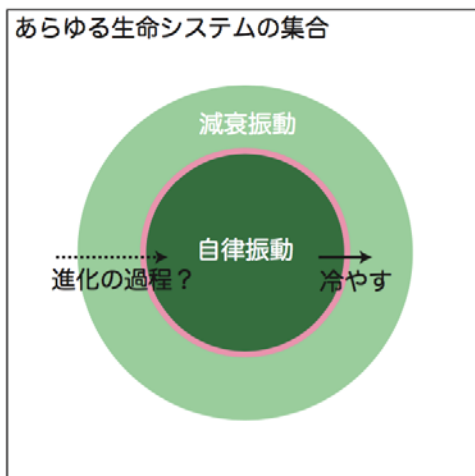 あらゆる生命システムの集合
減衰振動
自律振動
進化の過程？
冷やす